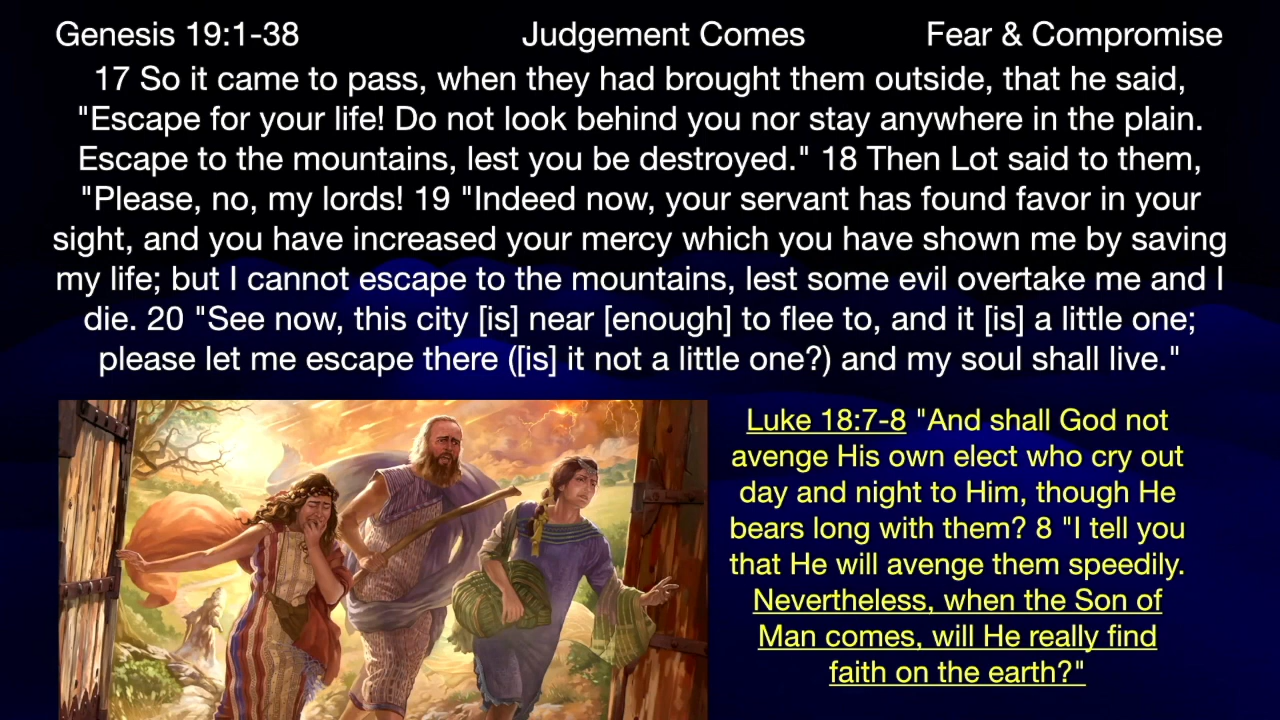 Genesis 19:1-38 Judgement Comes Fear & Compromise
17 So it came to pass, when they had brought them outside, that he said,
"Escape for your life! Do not look behind you nor stay anywhere in the plain.
Escape to the mountains, lest you be destroyed." 18 Then Lot said to them,
"Please, no, my lords! 19 "Indeed now, your servant has found favor in your
sight, and you have increased your mercy which you have shown me by saving
my life; but I cannot escape to the mountains, lest some evil overtake me and I
die. 20 "See now, this city [is] near [enough] to flee to, and it [is] a little one;
please let me escape there ([is] it not a little one?) and my soul shall live."
Luke 18:7-8 "And shall God not
avenge His own elect who cry out
day and night to Him, though He
bears long with them? 8 "I tell you
that He will avenge them speedily.
Nevertheless, when the Son of
Man comes, will He really find
faith on the earth?"